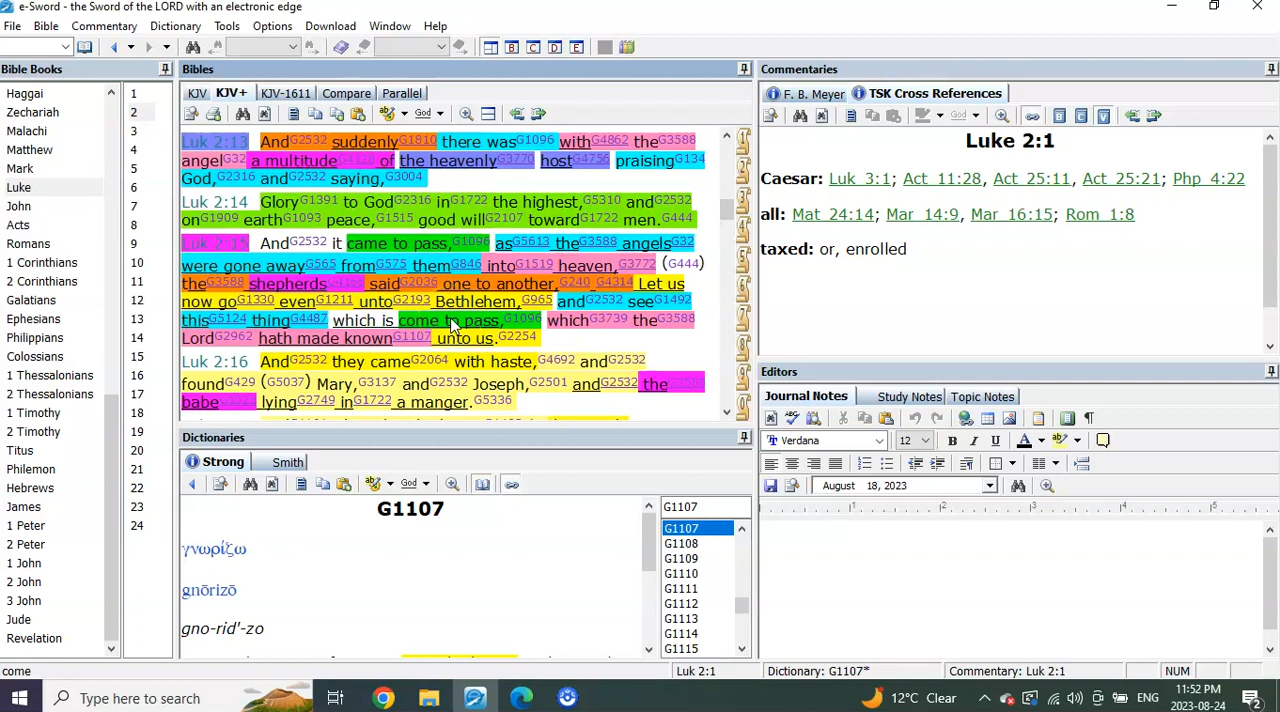 e-Sword - the Sword of the LORD with an electronic edge
File Bible Commentary Dictionary Tools Options Download Window Help
B C D E
Bible Books
Haggai
Zechariah
Malachi
Matthew
Mark
Luke
John
Acts
Romans
1 Corinthians
2 Corinthians
Galatians
Ephesians
Philippians
Colossians
1 Thessalonians
2 Thessalonians
1 Timothy
2 Timothy
Titus
Philemon
Hebrews
James
1 Peter
2 Peter
1 John
2 John
3 John
Jude
Revelation
1
2
3
4
5
6
7
8
9
10
11
12
13
14
15
16
17
18
19
20
21
22
23
24
Bibles
KJV KJV+ KJV-1611 Compare Parallel
God
Luk 2:13 And G2532 suddenly G1810 there was G1096 with G4862 the G3588
angel G32 a multitude G4128 of the heavenly G3770 host G4756 praising G134
God, G2316 and G2532 saying, G3004
Luk 2:14 Glory G1391 to God G2316 in G1722 the highest, G5310 and G2532
on G1909 earth G1093 peace, G1515 good will G2107 toward G1722 men. G444
Luk 2:15 And G2532 it came to pass, G1096 as G5613 the G3588 angels G32
were gone away G565 from G575 them G846 into G1519 heaven, G3772 (G444)
the G3588 shepherds G4166 said G2036 one to another, G240 G4314 Let us
now go G1330 even G1211 unto G2193 Bethlehem, G965 and G2532 see G1492
this G5124 thing G4487 which is come to pass, G1096 which G3739 the G3588
Lord G2962 hath made known G1107 unto us. G2254
Luk 2:16 And G2532 they came G2064 with haste, G4692 and G2532
found G429 (G5037) Mary, G3137 and G2532 Joseph, G2501 and G2532 the G3588
babe G1025 lying G2749 in G1722 a manger. G5336
Dictionaries
Strong Smith
God
G1107
γνωρίζω
gnōrizō
gno-rid'-zo
G1107
G1107
G1108
G1109
G1110
G1111
G1112
G1113
G1114
G1115
Commentaries
F. B. Meyer TSK Cross References
God B C V
Luke 2:1
Caesar: Luk 3:1; Act 11:28, Act 25:11, Act 25:21; Php 4:22
all: Mat 24:14; Mar 14:9, Mar 16:15; Rom 1:8
taxed: or, enrolled
Editors
Journal Notes Study Notes Topic Notes
Verdana 12 B I U A ab
August 18, 2023
1 2 3 4 5
come Luk 2:1 Dictionary: G1107* Commentary: Luk 2:1 NUM
Type here to search 12°C Clear ENG 11:52 PM
2023-08-24 2